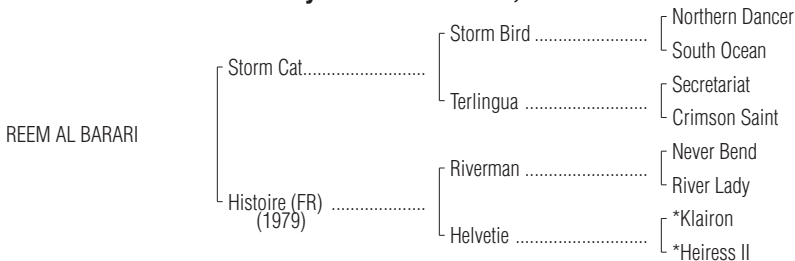 Northern Dancer
Storm Bird ........................
South Ocean
Storm Cat..........................
Secretariat
Terlingua ..........................
Crimson Saint
REEM AL BARARI
Never Bend
Riverman ..........................
River Lady
Histoire (FR) ....................
(1979)
*Klairon
Helvetie ............................
*Heiress II